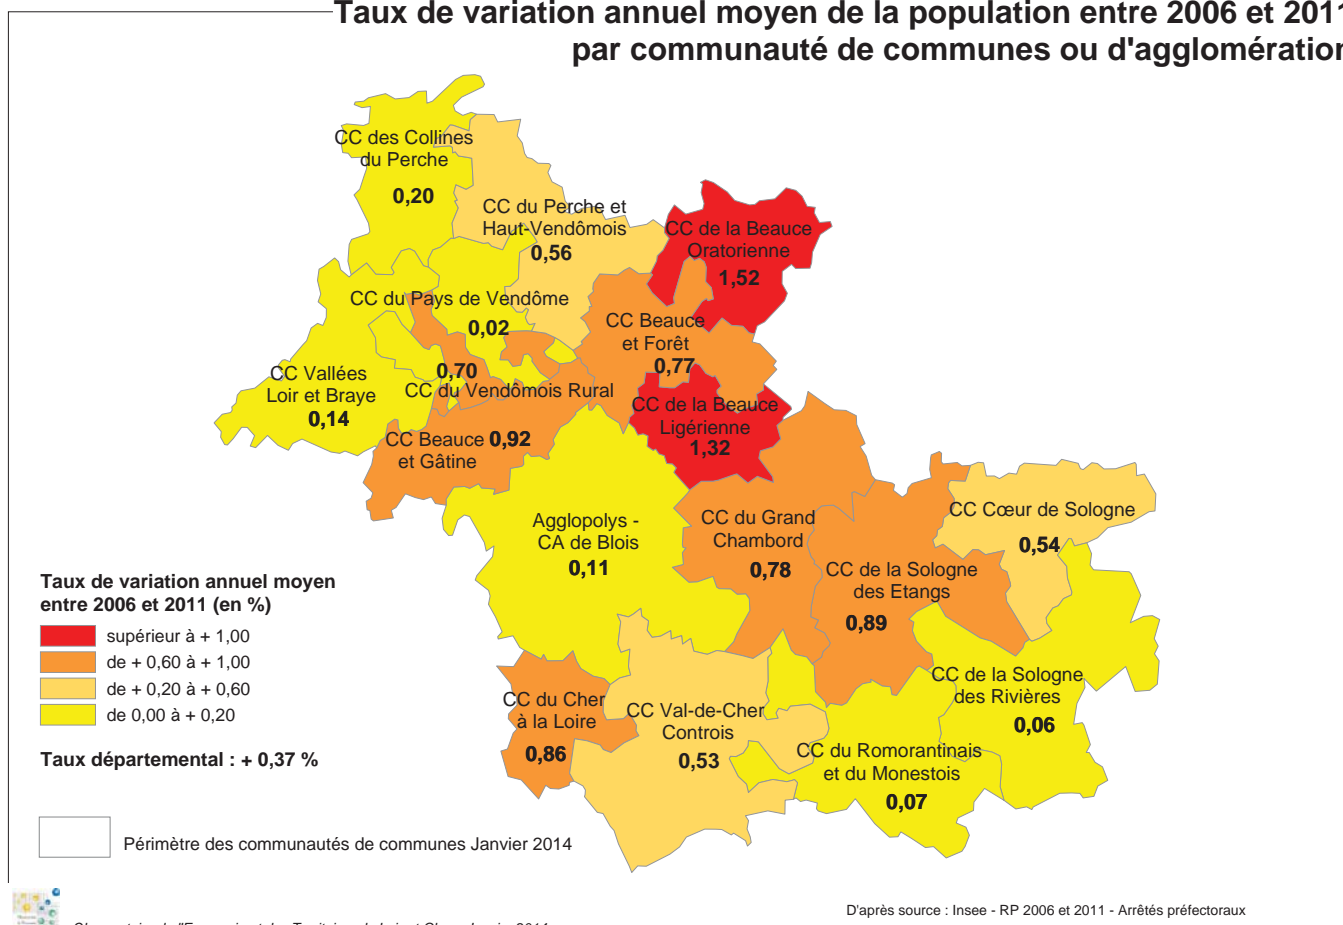 Taux de variation annuel moyen de la population entre 2006 et 2011
par communauté de communes ou d'agglomération
CC des Collines
du Perche
0,20
CC du Perche et
Haut-Vendômois
0,56
CC de la Beauce
Oratorienne
1,52
CC du Pays de Vendôme
0,02
CC Beauce
et Forêt
0,77
CC Vallées
Loir et Braye
0,14
0,70
CC du Vendômois Rural
CC de la Beauce
Ligérienne
1,32
CC Beauce
et Gâtine
0,92
Agglopolys -
CA de Blois
0,11
CC du Grand
Chambord
0,78
CC Cœur de Sologne
0,54
CC de la Sologne
des Etangs
0,89
CC de la Sologne
des Rivières
0,06
CC du Cher
à la Loire
0,86
CC Val-de-Cher
Controis
0,53
CC du Romorantinais
et du Monestois
0,07
Taux de variation annuel moyen
entre 2006 et 2011 (en %)
supérieur à + 1,00
de + 0,60 à + 1,00
de + 0,20 à + 0,60
de 0,00 à + 0,20
Taux départemental : + 0,37 %
Périmètre des communautés de communes Janvier 2014
D'après source : Insee - RP 2006 et 2011 - Arrêtés préfectoraux